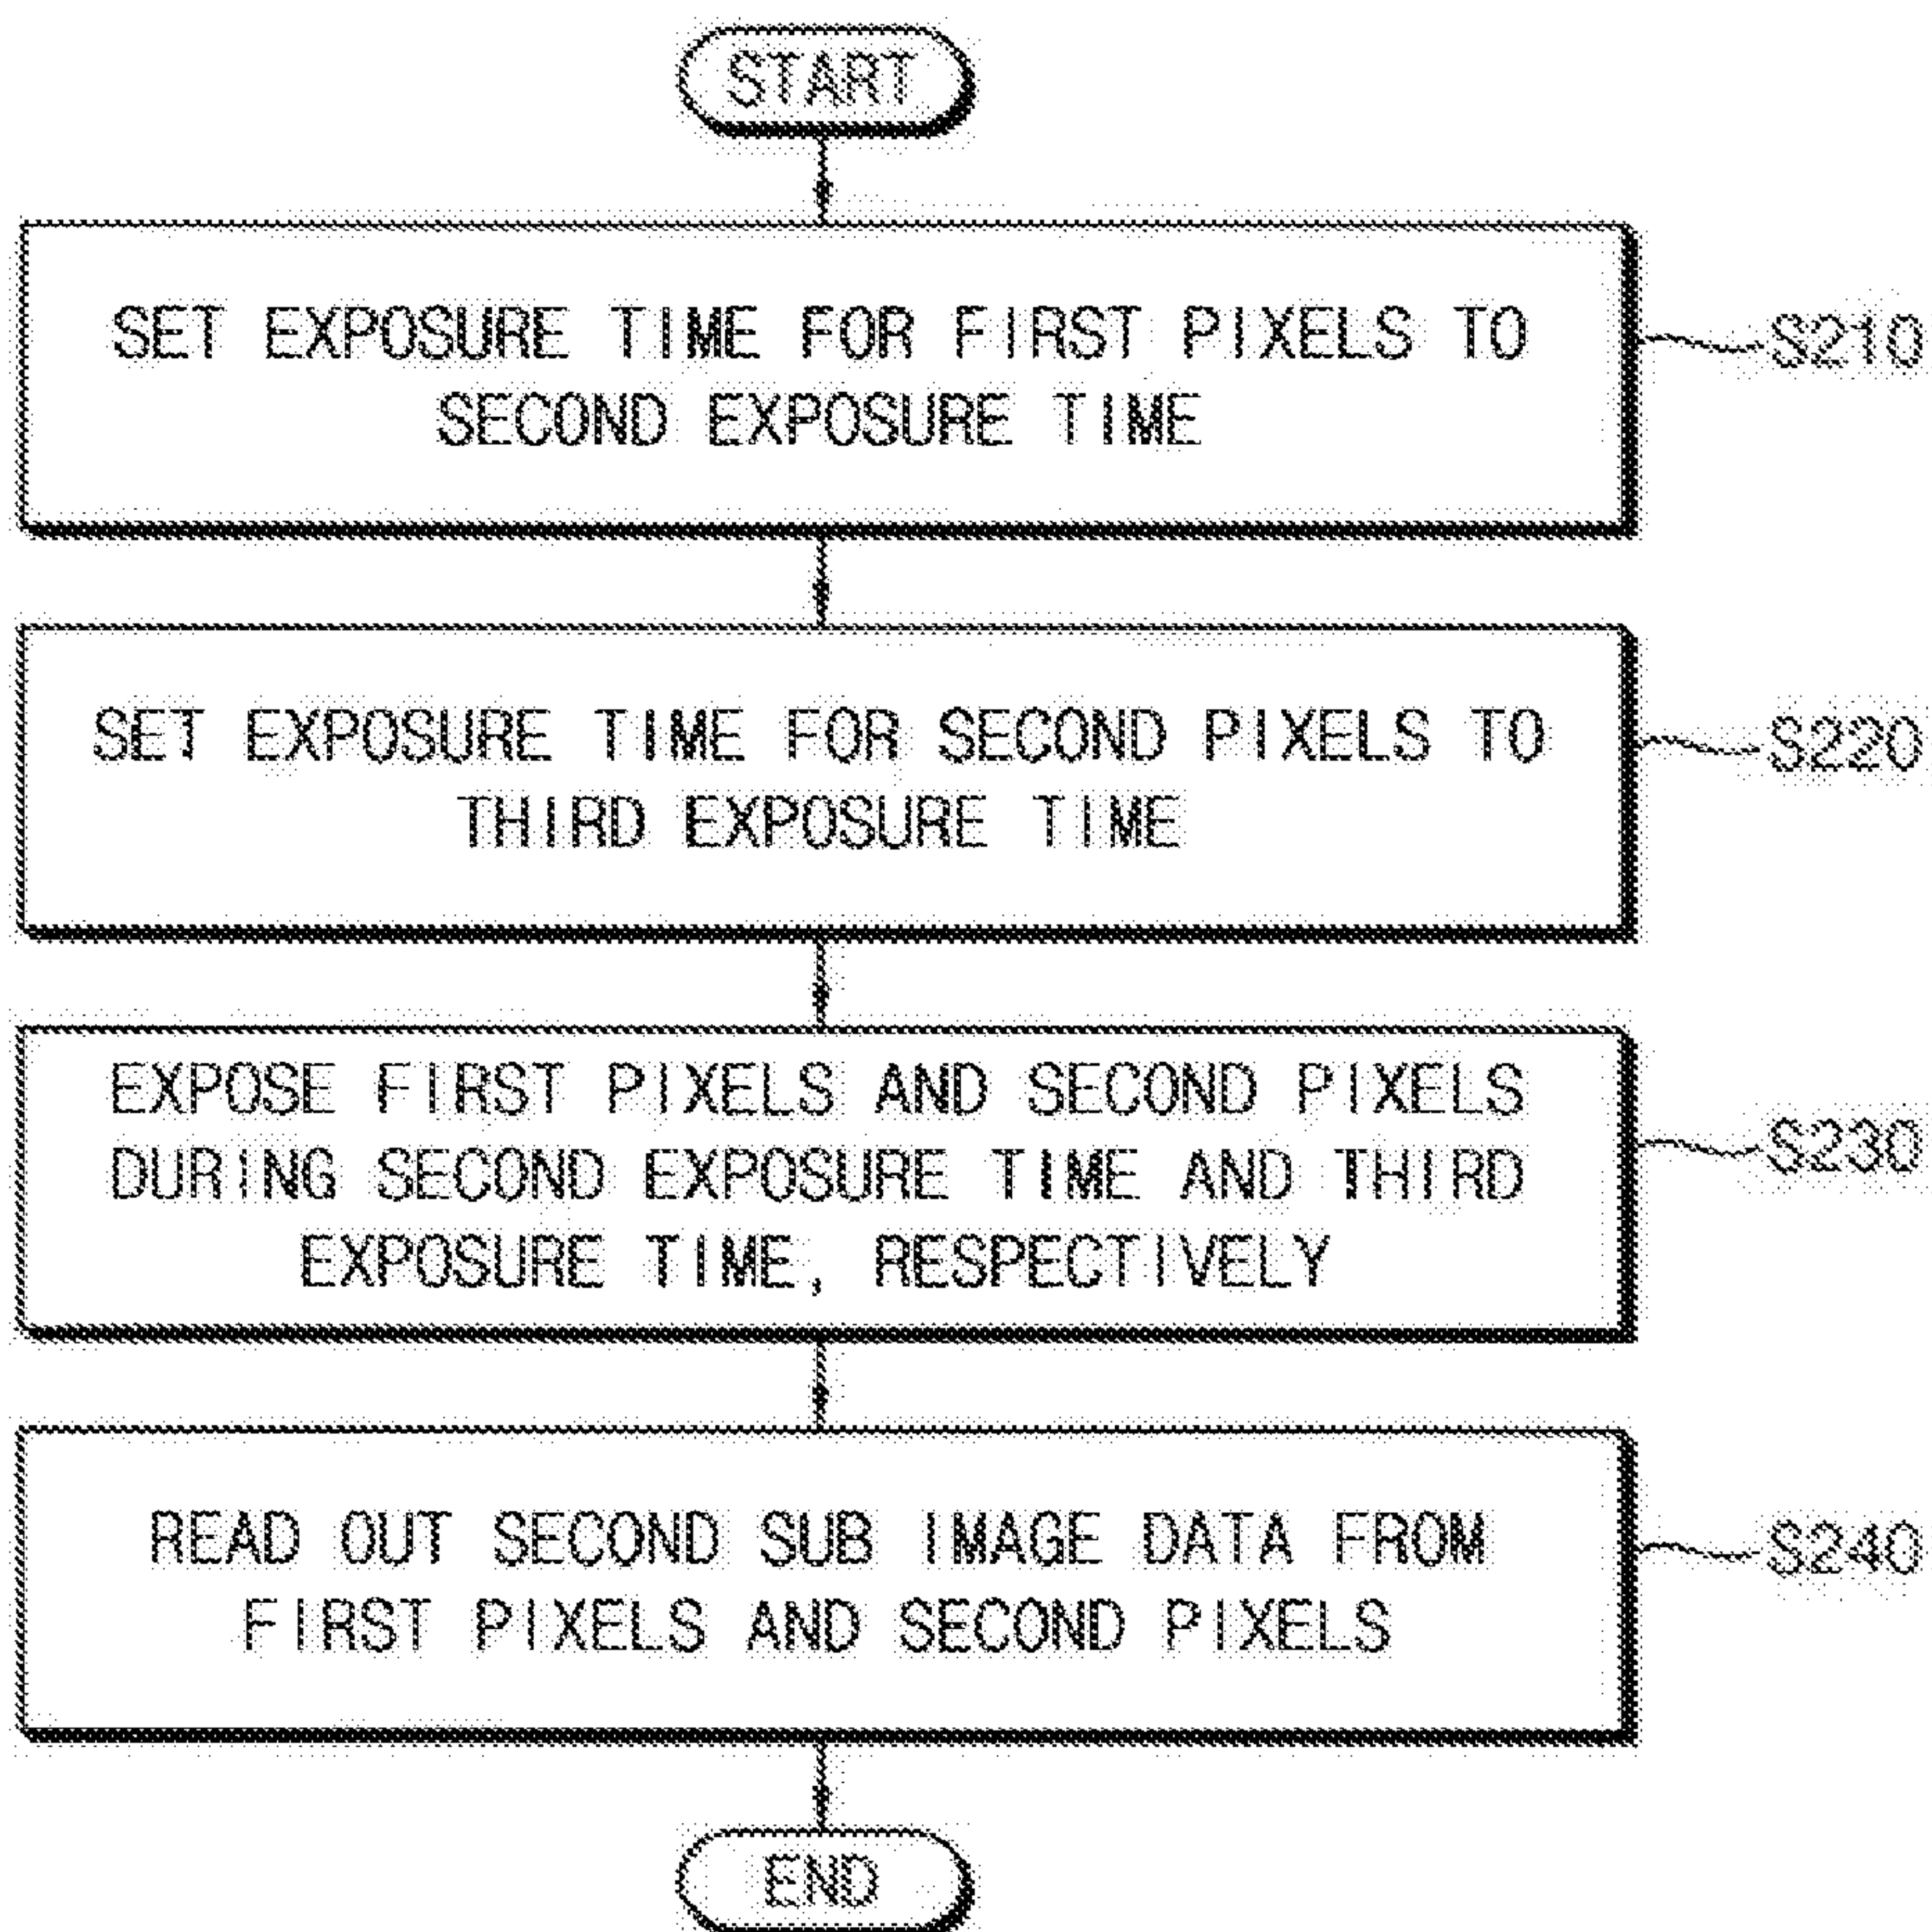 START
SET EXPOSURE TIME FOR FIRST PIXELS TO
SECOND EXPOSURE TIME
S210
SET EXPOSURE TIME FOR SECOND PIXELS TO
THIRD EXPOSURE TIME
S220
EXPOSE FIRST PIXELS AND SECOND PIXELS
DURING SECOND EXPOSURE TIME AND THIRD
EXPOSURE TIME, RESPECTIVELY
S230
READ OUT SECOND SUB IMAGE DATA FROM
FIRST PIXELS AND SECOND PIXELS
S240
END